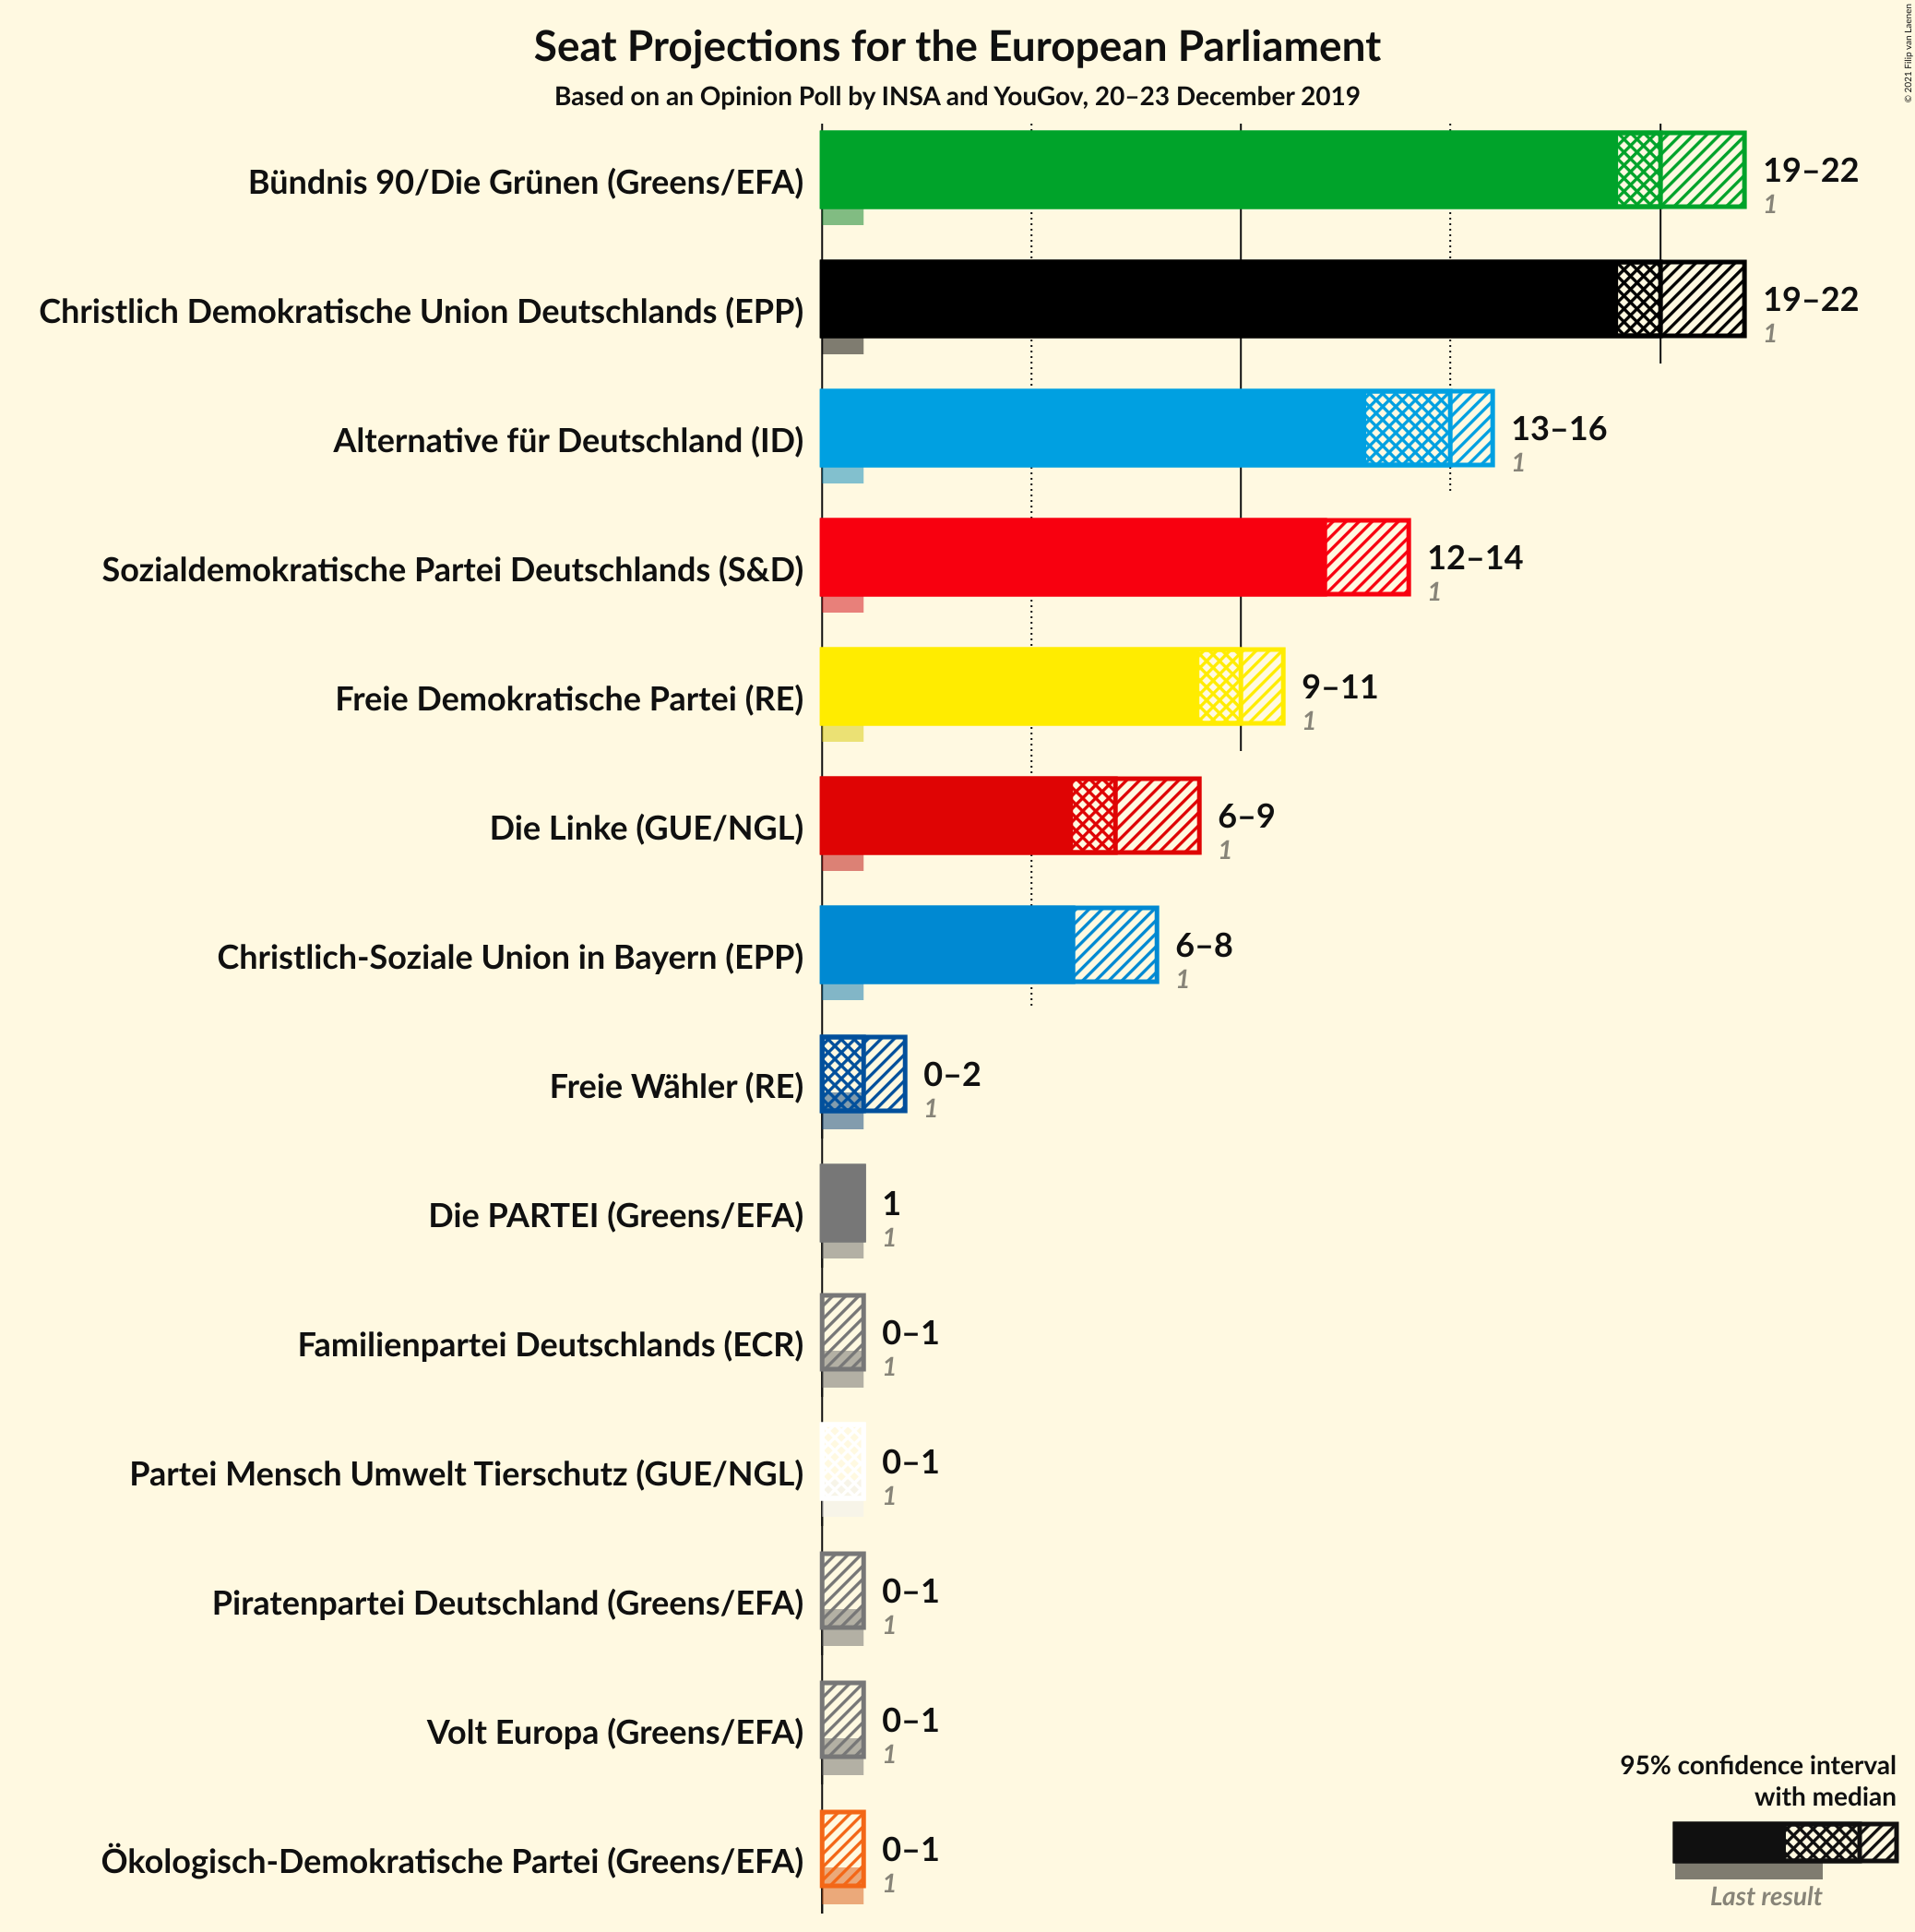 Seat Projections for the European Parliament
Based on an Opinion Poll by INSA and YouGov, 20–23 December 2019
© 2021 Filip van Laenen
Bündnis 90/Die Grünen (Greens/EFA)
19–22
1
Christlich Demokratische Union Deutschlands (EPP)
19–22
1
Alternative für Deutschland (ID)
13–16
1
Sozialdemokratische Partei Deutschlands (S&D)
12–14
1
Freie Demokratische Partei (RE)
9–11
1
Die Linke (GUE/NGL)
6–9
1
Christlich-Soziale Union in Bayern (EPP)
6–8
1
Freie Wähler (RE)
0–2
1
Die PARTEI (Greens/EFA)
1
1
Familienpartei Deutschlands (ECR)
0–1
1
Partei Mensch Umwelt Tierschutz (GUE/NGL)
0–1
1
Piratenpartei Deutschland (Greens/EFA)
0–1
1
Volt Europa (Greens/EFA)
0–1
1
Ökologisch-Demokratische Partei (Greens/EFA)
0–1
1
95% confidence interval
with median
Last result